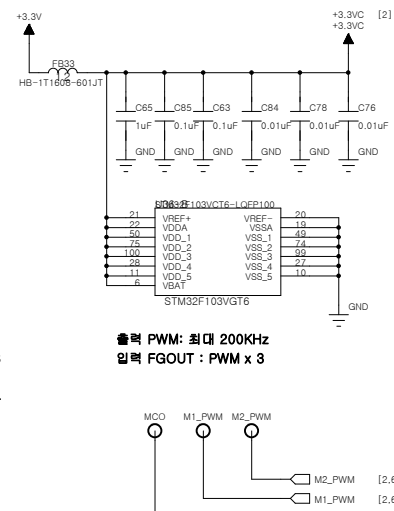 +3.3V
+3.3VC [2]
+3.3VC
FB33
HB-1T1608-601JT
C65 C85 C63 C84 C78 C76
1uF 0.1uF 0.1uF 0.01uF 0.01uF 0.01uF
GND GND GND GND GND GND
STM32F103VCT6-LQFP100
21 VREF+ VREF- 20
22 VDDA VSSA 19
50 VDD_1 VSS_1 49
75 VDD_2 VSS_2 74
100 VDD_3 VSS_3 99
28 VDD_4 VSS_4 27
11 VDD_5 VSS_5 10
6 VBAT
STM32F103VGT6
GND
출력 PWM: 최대 200KHz
입력 FGOUT : PWM x 3
MCO M1_PWM M2_PWM
M2_PWM [2,6
M1_PWM [2,6